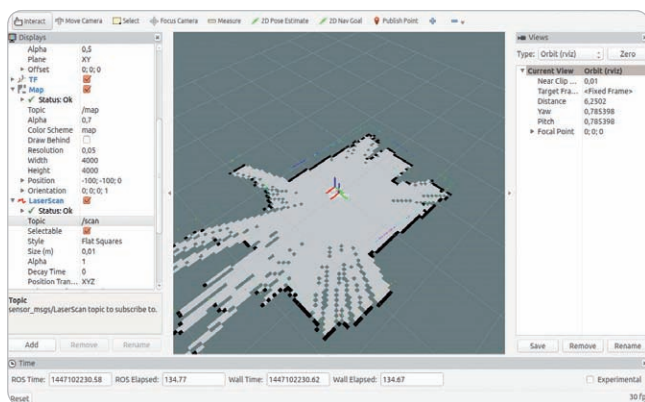 Interact Move Camera Select Focus Camera Measure 2D Pose Estimate 2D Nav Goal Publish Point
Displays
Alpha 0,5
Plane XY
Offset 0; 0; 0
TF
Map
Status: Ok
Topic /map
Alpha 0,7
Color Scheme map
Draw Behind
Resolution 0,05
Width 4000
Height 4000
Position -100; -100; 0
Orientation 0; 0; 0; 1
LaserScan
Status: Ok
Topic /scan
Selectable
Style Flat Squares
Size (m) 0,01
Alpha 1
Decay Time 0
Position Tran... XYZ
Topic
sensor_msgs/LaserScan topic to subscribe to.
Add Remove Rename
Views
Type: Orbit (rviz) Zero
Current View Orbit (rviz)
Near Clip ... 0,01
Target Fra... <Fixed Frame>
Distance 6,2502
Yaw 0,785398
Pitch 0,785398
Focal Point 0; 0; 0
Save Remove Rename
Time
ROS Time: 1447102230.58 ROS Elapsed: 134.77 Wall Time: 1447102230.62 Wall Elapsed: 134.67 Experimental
Reset 30 fp